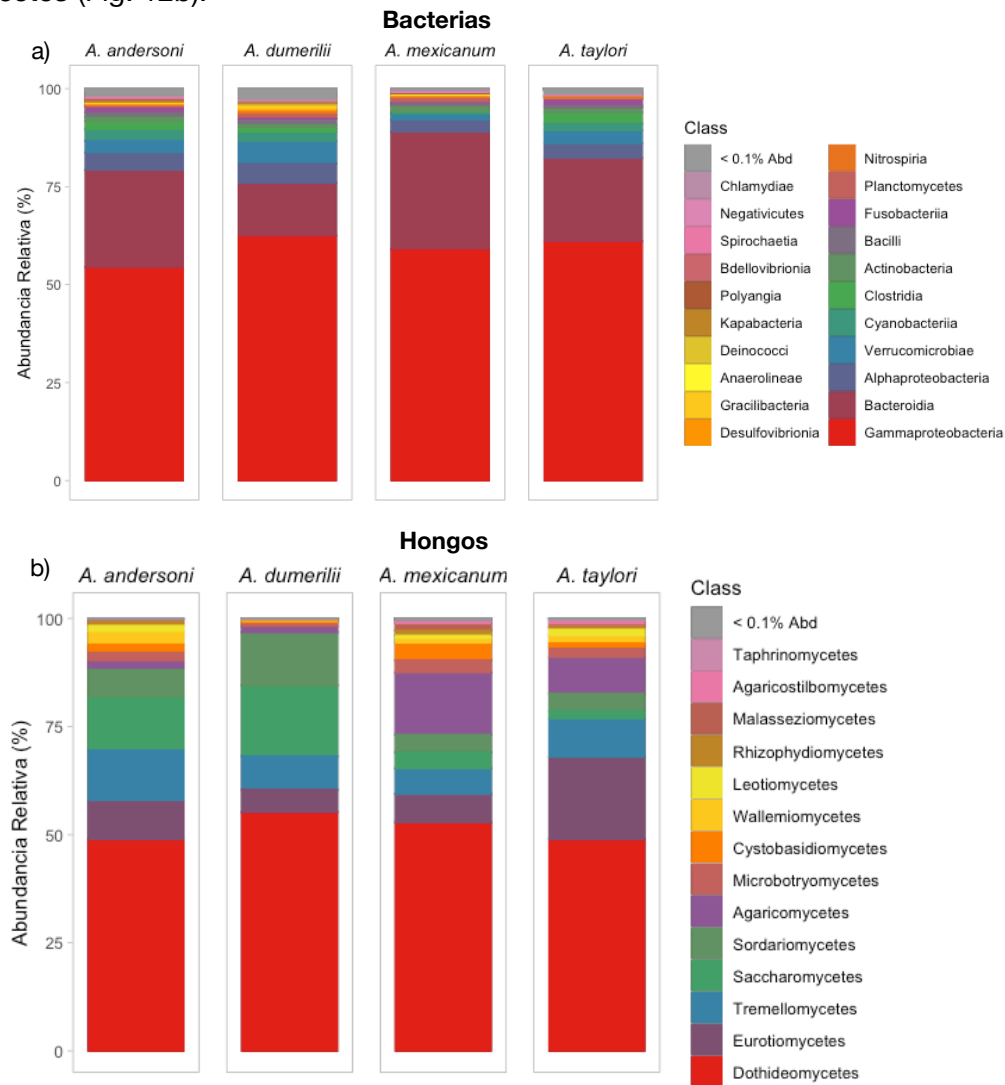 (Fig. 12b).
Bacterias
a)
A. andersoni A. dumerilii A. mexicanum A. taylori
100
75
50
25
0
Abundancia Relativa (%)
Class
< 0.1% Abd
Chlamydiae
Negativicutes
Spirochaetia
Bdellovibrionia
Polyangia
Kapabacteria
Deinococci
Anaerolineae
Gracilibacteria
Desulfovibrionia
Nitrospiria
Planctomycetes
Fusobacteriia
Bacilli
Actinobacteria
Clostridia
Cyanobacteriia
Verrucomicrobiae
Alphaproteobacteria
Bacteroidia
Gammaproteobacteria
Hongos
b)
A. andersoni A. dumerilii A. mexicanum A. taylori
100
75
50
25
0
Abundancia Relativa (%)
Class
< 0.1% Abd
Taphrinomycetes
Agaricostilbomycetes
Malasseziomycetes
Rhizophydiomycetes
Leotiomycetes
Wallemiomycetes
Cystobasidiomycetes
Microbotryomycetes
Agaricomycetes
Sordariomycetes
Saccharomycetes
Tremellomycetes
Eurotiomycetes
Dothideomycetes